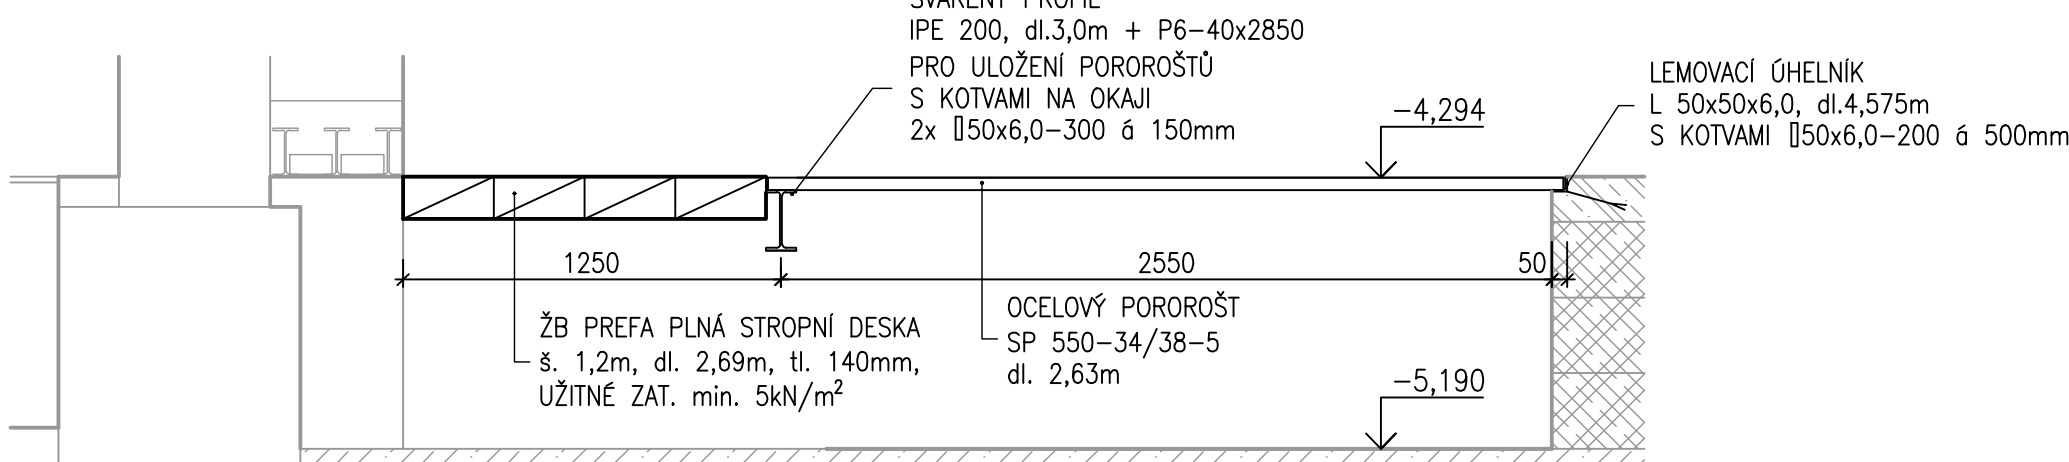 SVAŘENÝ PROFIL
IPE 200, dl.3,0m + P6-40x2850
PRO ULOŽENÍ POROROŠTŮ
S KOTVAMI NA OKAJI
2x ▯50x6,0-300 á 150mm
LEMOVACÍ ÚHELNÍK
L 50x50x6,0, dl.4,575m
S KOTVAMI ▯50x6,0-200 á 500mm
-4,294
1250
2550
50
ŽB PREFA PLNÁ STROPNÍ DESKA
š. 1,2m, dl. 2,69m, tl. 140mm,
UŽITNÉ ZAT. min. 5kN/m²
OCELOVÝ POROROŠT
SP 550-34/38-5
dl. 2,63m
-5,190